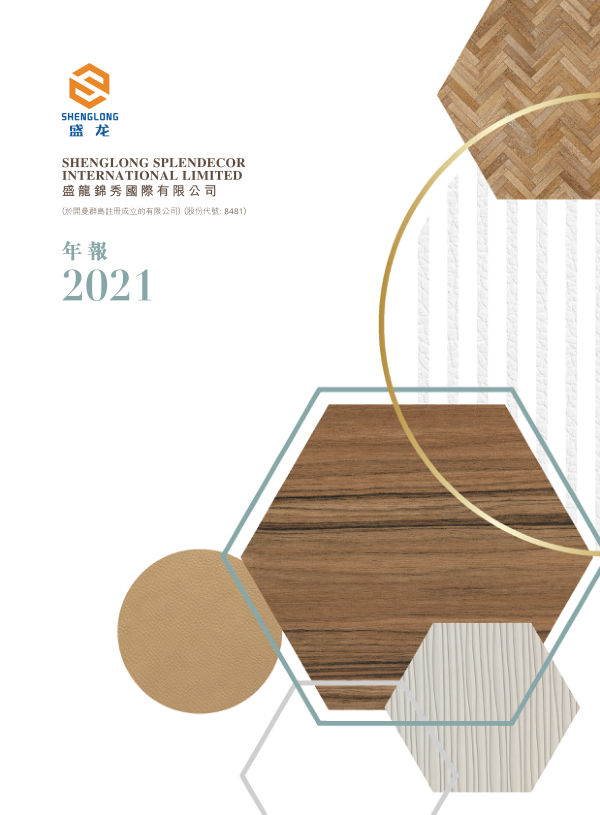 SHENGLONG
盛龙
SHENGLONG SPLENDECOR
INTERNATIONAL LIMITED
盛龍錦秀國際有限公司
(於開曼群島註冊成立的有限公司) (股份代號: 8481)
年報
2021